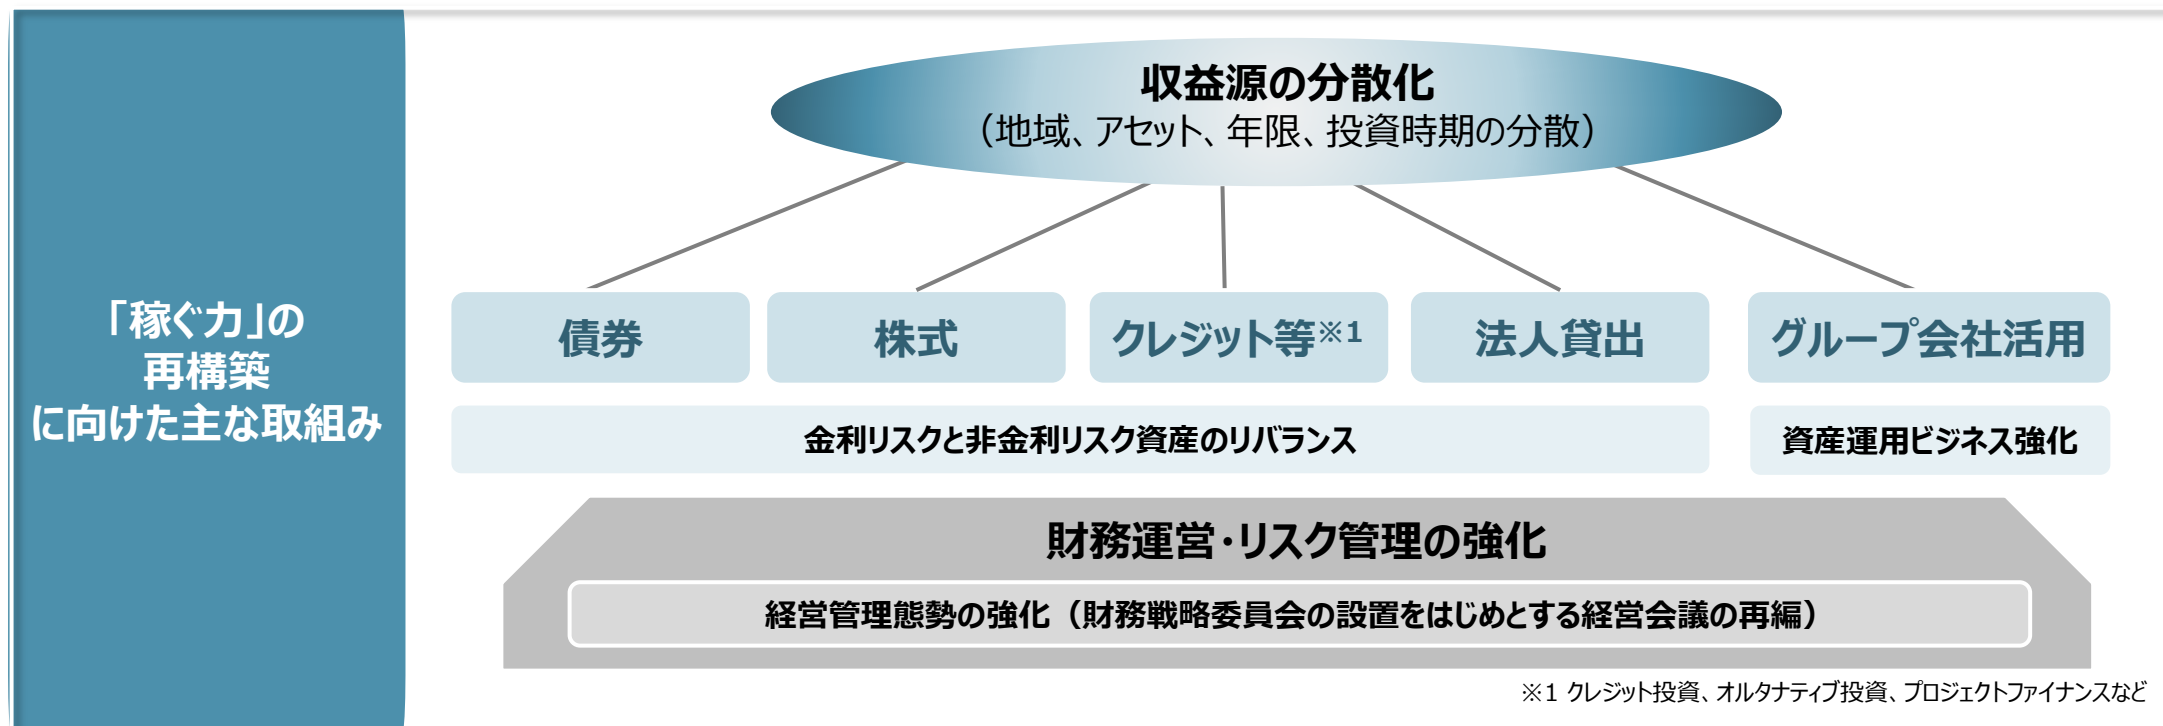 「稼ぐ力」の
再構築
に向けた主な取組み
収益源の分散化
（地域、アセット、年限、投資時期の分散）
債券
株式
クレジット等※1
法人貸出
グループ会社活用
金利リスクと非金利リスク資産のリバランス
資産運用ビジネス強化
財務運営・リスク管理の強化
経営管理態勢の強化（財務戦略委員会の設置をはじめとする経営会議の再編）
※1 クレジット投資、オルタナティブ投資、プロジェクトファイナンスなど